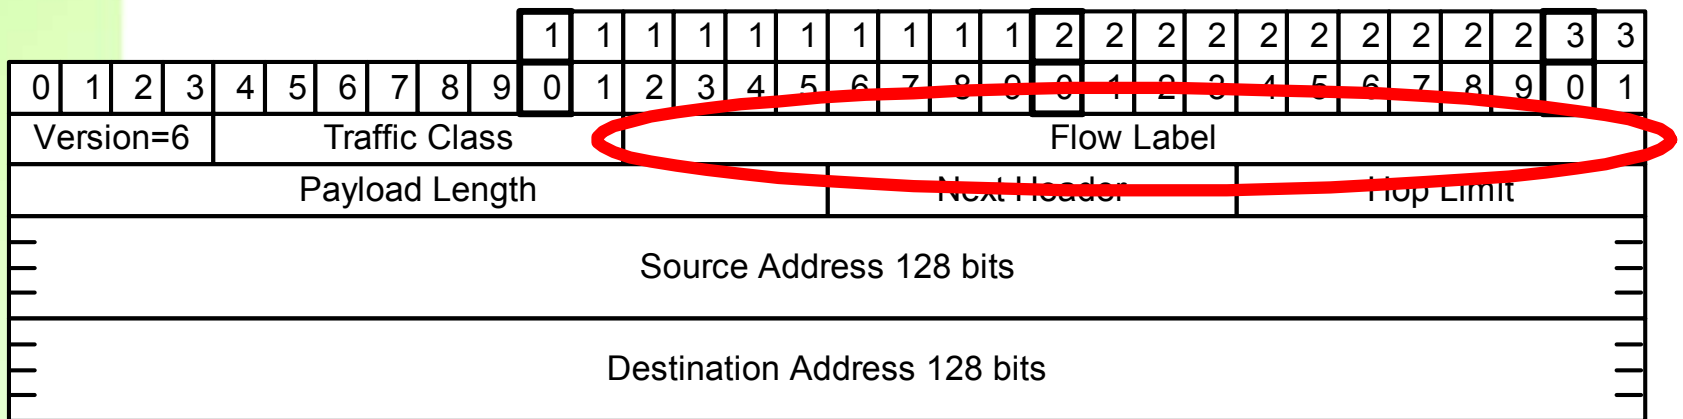 1 1 1 1 1 1 1 1 1 1 2 2 2 2 2 2 2 2 2 2 3 3
0 1 2 3 4 5 6 7 8 9 0 1 2 3 4 5 6 7 8 9 0 1 2 3 4 5 6 7 8 9 0 1
Version=6 Traffic Class Flow Label
Payload Length Next Header Hop Limit
Source Address 128 bits
Destination Address 128 bits